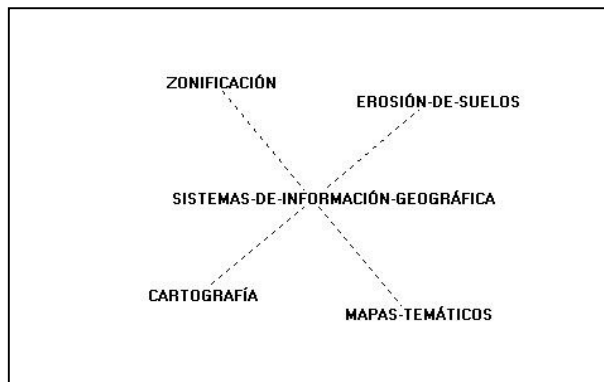 ZONIFICACIÓN
EROSIÓN-DE-SUELOS
SISTEMAS-DE-INFORMACIÓN-GEOGRÁFICA
CARTOGRAFÍA
MAPAS-TEMÁTICOS